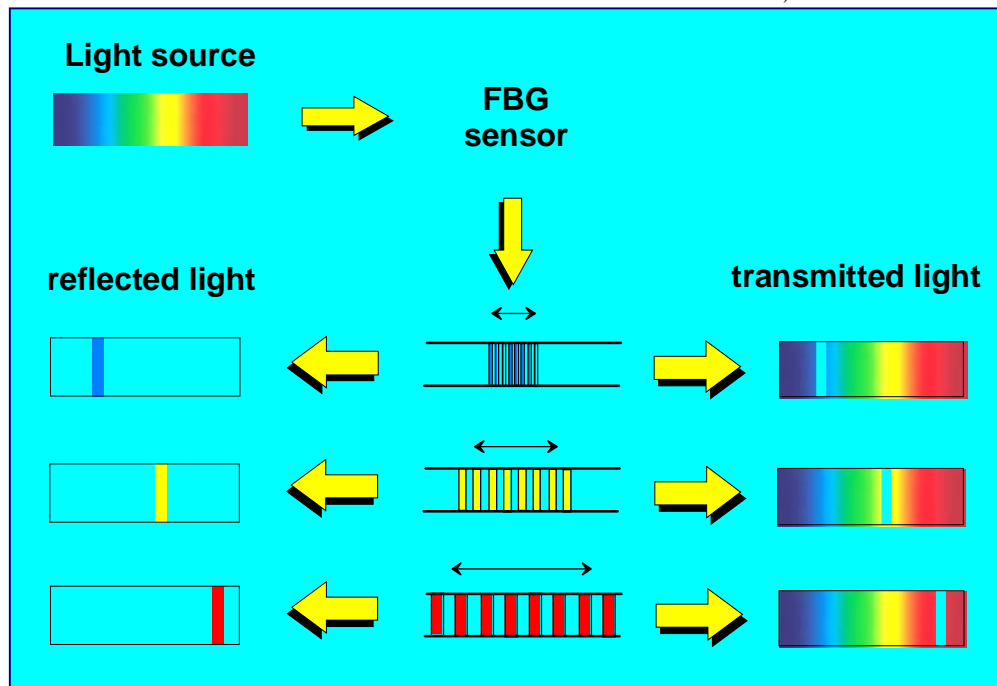 Light source
FBG
sensor
reflected light
transmitted light